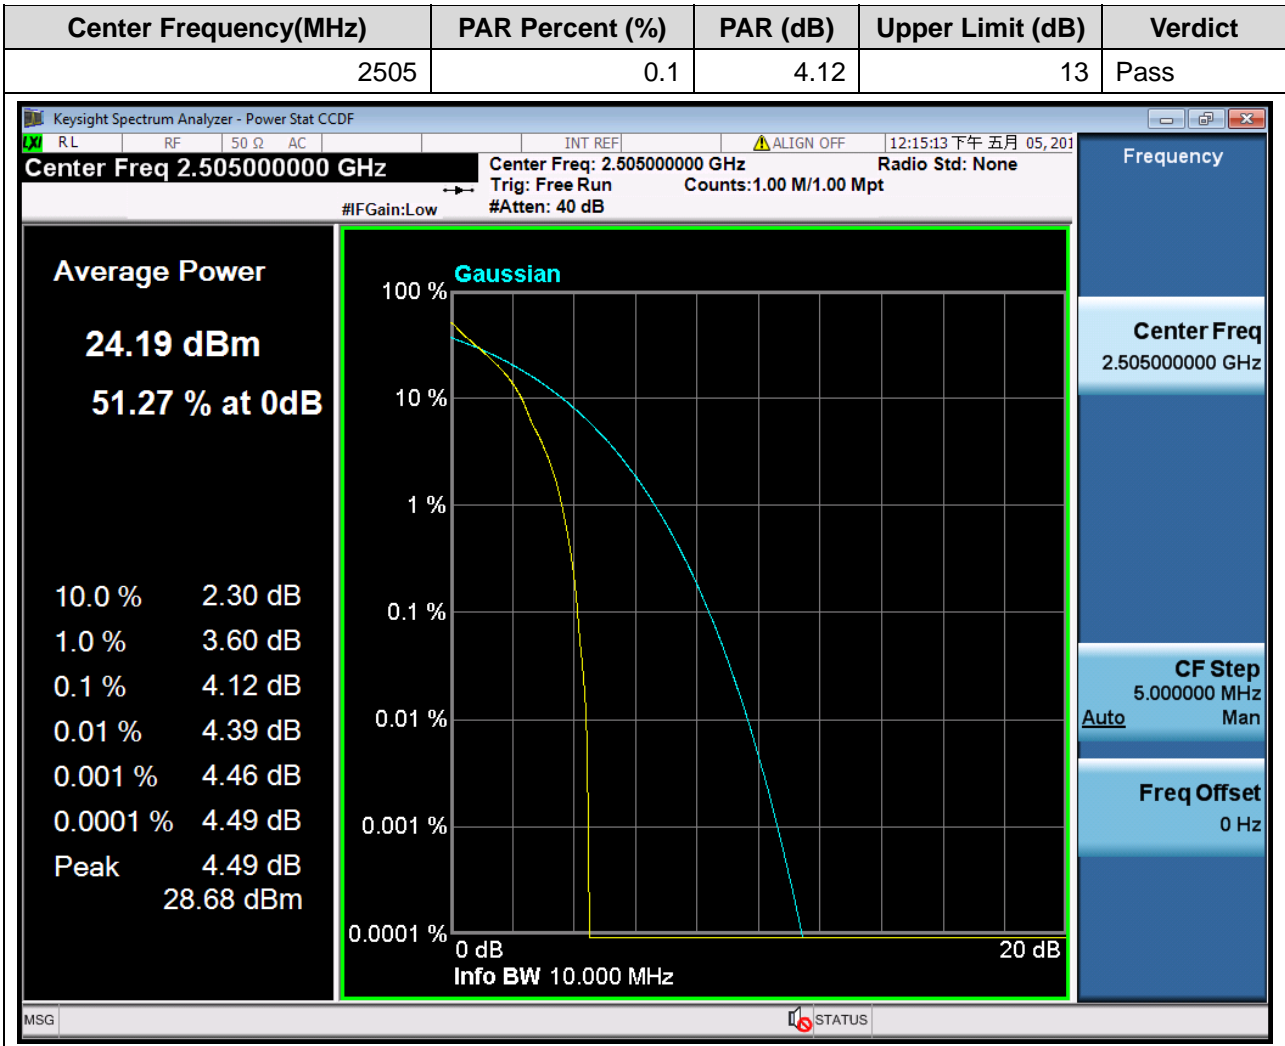 Center Frequency(MHz) PAR Percent (%) PAR (dB) Upper Limit (dB) Verdict
2505 0.1 4.12 13 Pass
Keysight Spectrum Analyzer - Power Stat CCDF
LXI RL RF 50 Ω AC INT REF ALIGN OFF 12:15:13 下午 五月 05, 201
Center Freq 2.505000000 GHz
Center Freq: 2.505000000 GHz Radio Std: None
Trig: Free Run Counts:1.00 M/1.00 Mpt
#IFGain:Low #Atten: 40 dB
Average Power
24.19 dBm
51.27 % at 0dB
10.0 % 2.30 dB
1.0 % 3.60 dB
0.1 % 4.12 dB
0.01 % 4.39 dB
0.001 % 4.46 dB
0.0001 % 4.49 dB
Peak 4.49 dB
28.68 dBm
Gaussian
100 %
10 %
1 %
0.1 %
0.01 %
0.001 %
0.0001 %
0 dB 20 dB
Info BW 10.000 MHz
Frequency
Center Freq
2.505000000 GHz
CF Step
5.000000 MHz
Auto Man
Freq Offset
0 Hz
MSG STATUS